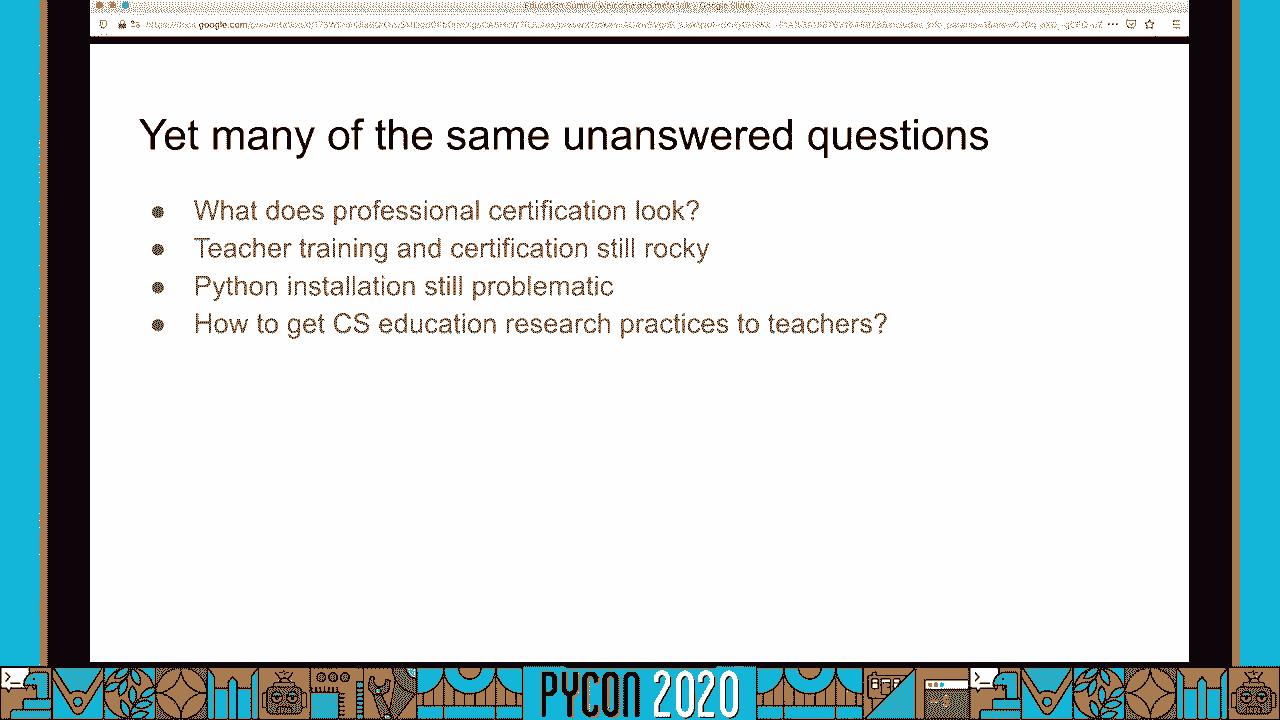 Yet many of the same unanswered questions
● What does professional certification look?
● Teacher training and certification still rocky
● Python installation still problematic
● How to get CS education research practices to teachers?
PYCON 2020